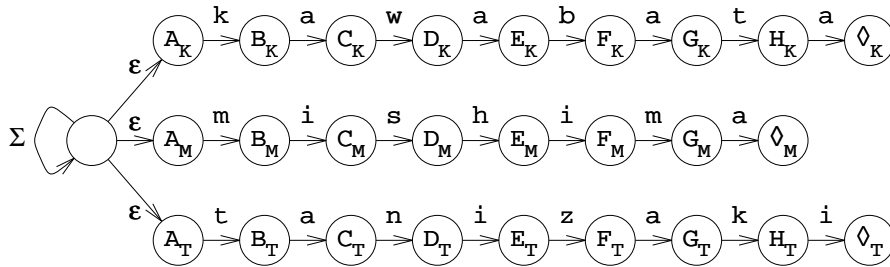 k a w a b a t a
ε A_K B_K C_K D_K E_K F_K G_K H_K ◊_K
m i s h i m a
Σ ε A_M B_M C_M D_M E_M F_M G_M ◊_M
t a n i z a k i
ε A_T B_T C_T D_T E_T F_T G_T H_T ◊_T